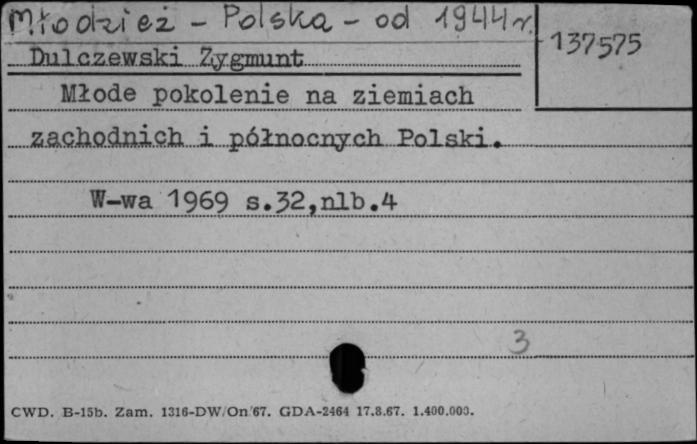 Młodzież - Polska - od 1944 r.
137575
Dulczewski Zygmunt
Młode pokolenie na ziemiach
zachodnich i północnych Polski.
W-wa 1969 s.32,nlb.4
3
CWD. B-15b. Zam. 1316-DW/On/67. GDA-2464 17.8.67. 1.400.000.